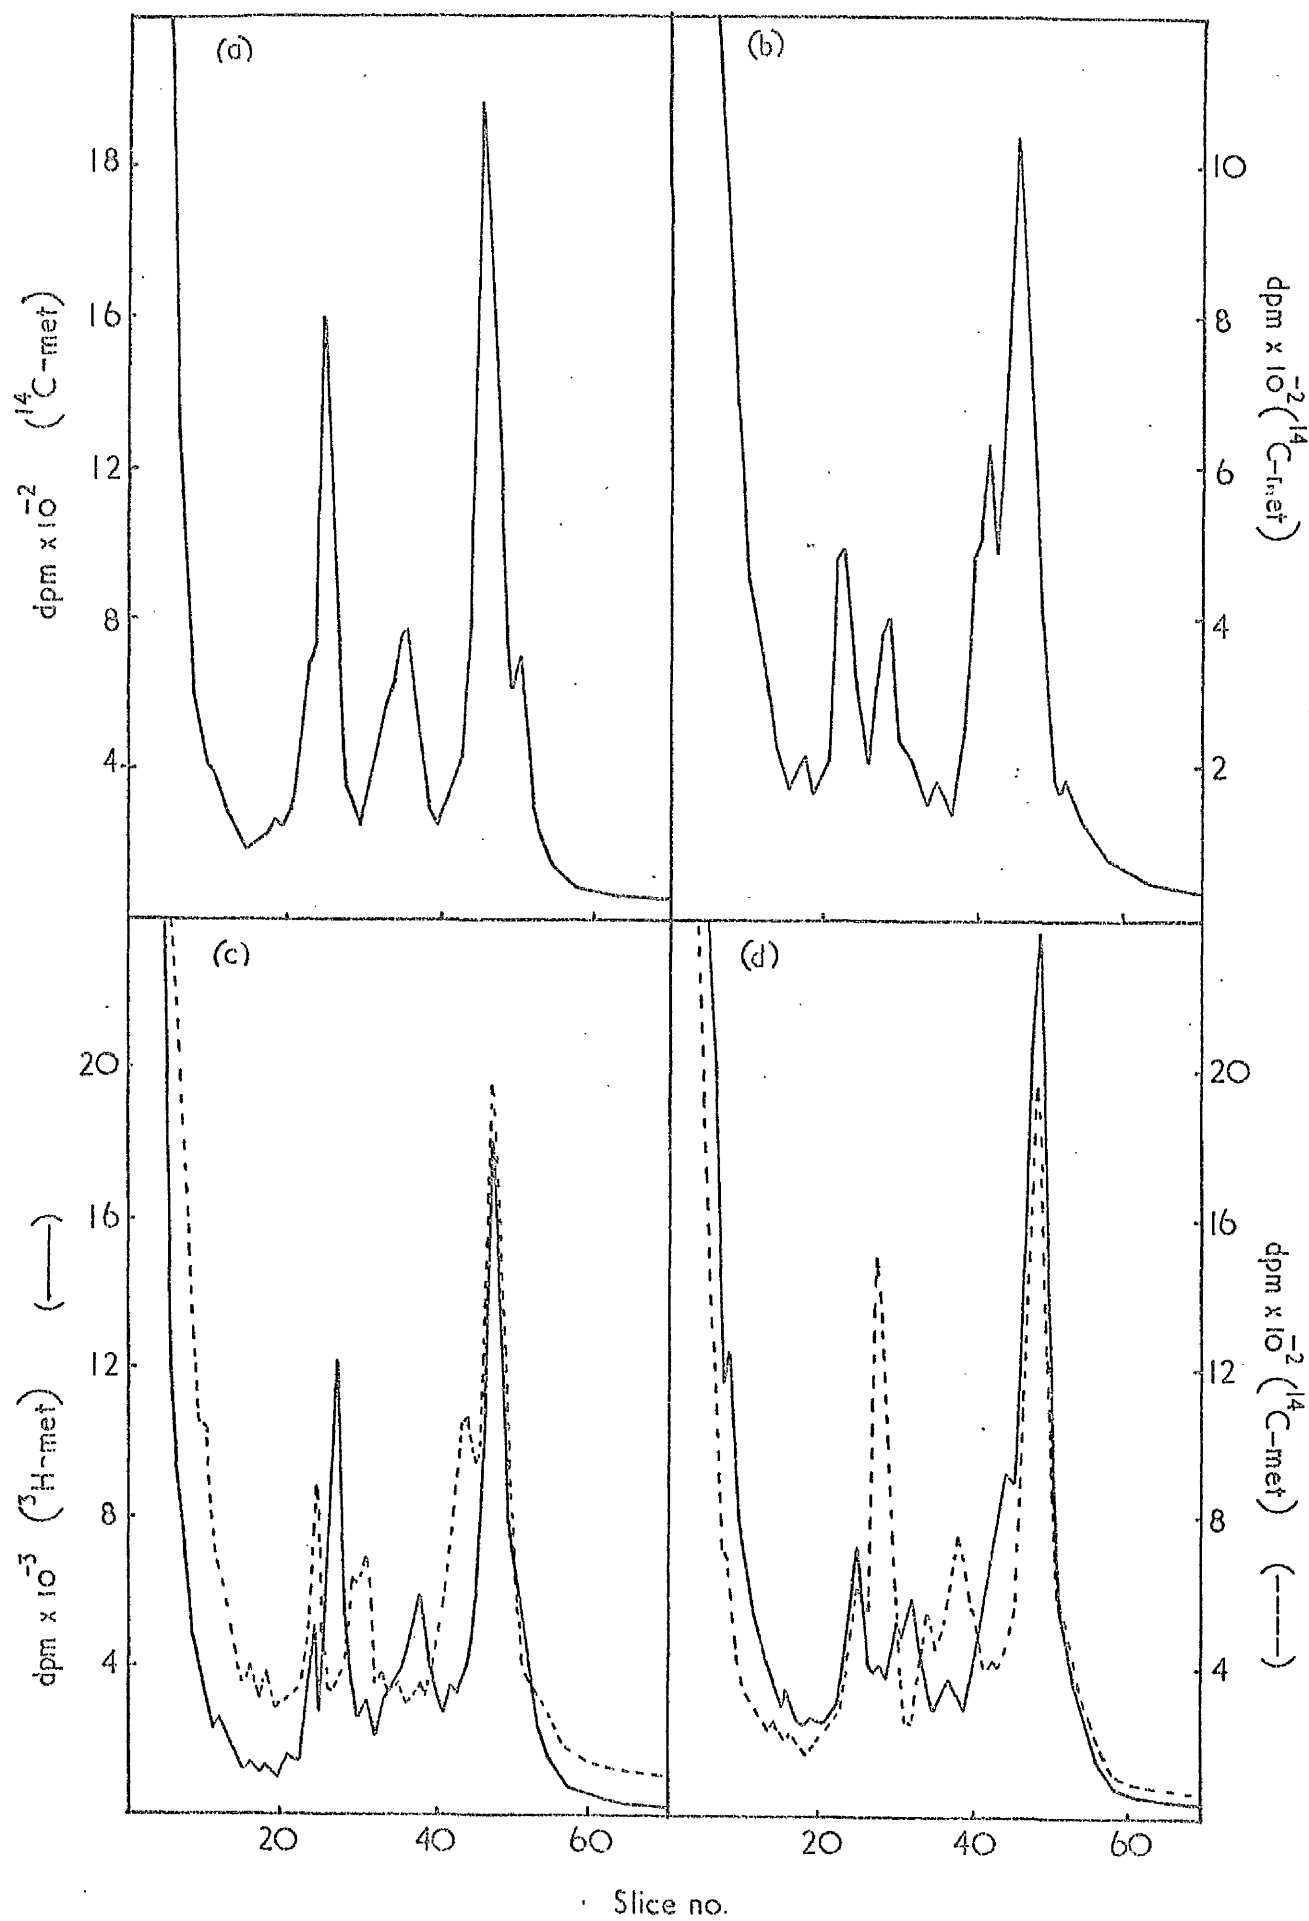 (a)
(b)
18
16
12
8
4
dpm x 10⁻² (¹⁴C-met)
10
8
6
4
2
dpm x 10⁻² (¹⁴C-met)
(c)
(d)
20
16
12
8
4
dpm x 10⁻³ (³H-met) (——)
20
16
12
8
4
dpm x 10⁻² (¹⁴C-met) (----)
20 40 60
20 40 60
Slice no.